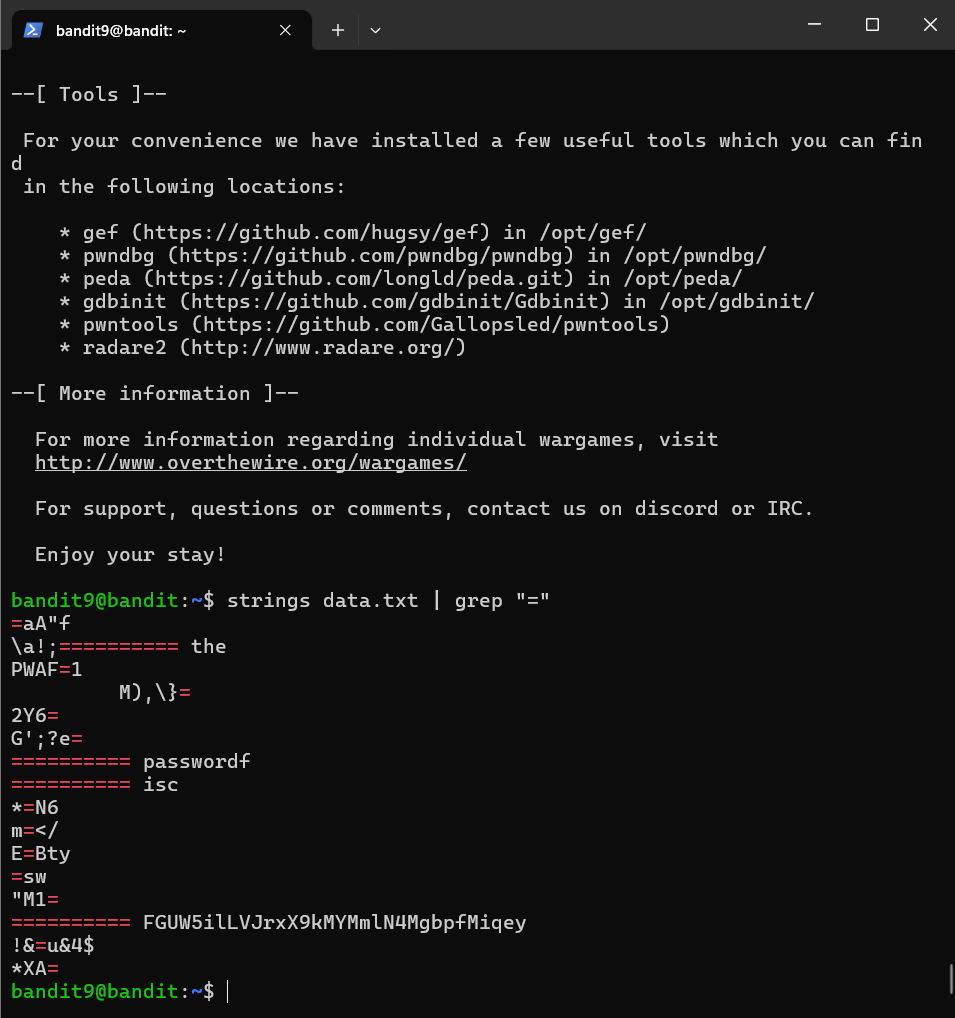 bandit9@bandit: ~
--[ Tools ]--
For your convenience we have installed a few useful tools which you can fin
d
in the following locations:
* gef (https://github.com/hugsy/gef) in /opt/gef/
* pwndbg (https://github.com/pwndbg/pwndbg) in /opt/pwndbg/
* peda (https://github.com/longld/peda.git) in /opt/peda/
* gdbinit (https://github.com/gdbinit/Gdbinit) in /opt/gdbinit/
* pwntools (https://github.com/Gallopsled/pwntools)
* radare2 (http://www.radare.org/)
--[ More information ]--
For more information regarding individual wargames, visit
http://www.overthewire.org/wargames/
For support, questions or comments, contact us on discord or IRC.
Enjoy your stay!
bandit9@bandit:~$ strings data.txt | grep "="
=aA"f
\a!;========== the
PWAF=1
M),\}=
2Y6=
G';?e=
========== passwordf
========== isc
*=N6
m=</
E=Bty
=sw
"M1=
========== FGUW5ilLVJrxX9kMYMmlN4MgbpfMiqey
!&=u&4$
*XA=
bandit9@bandit:~$